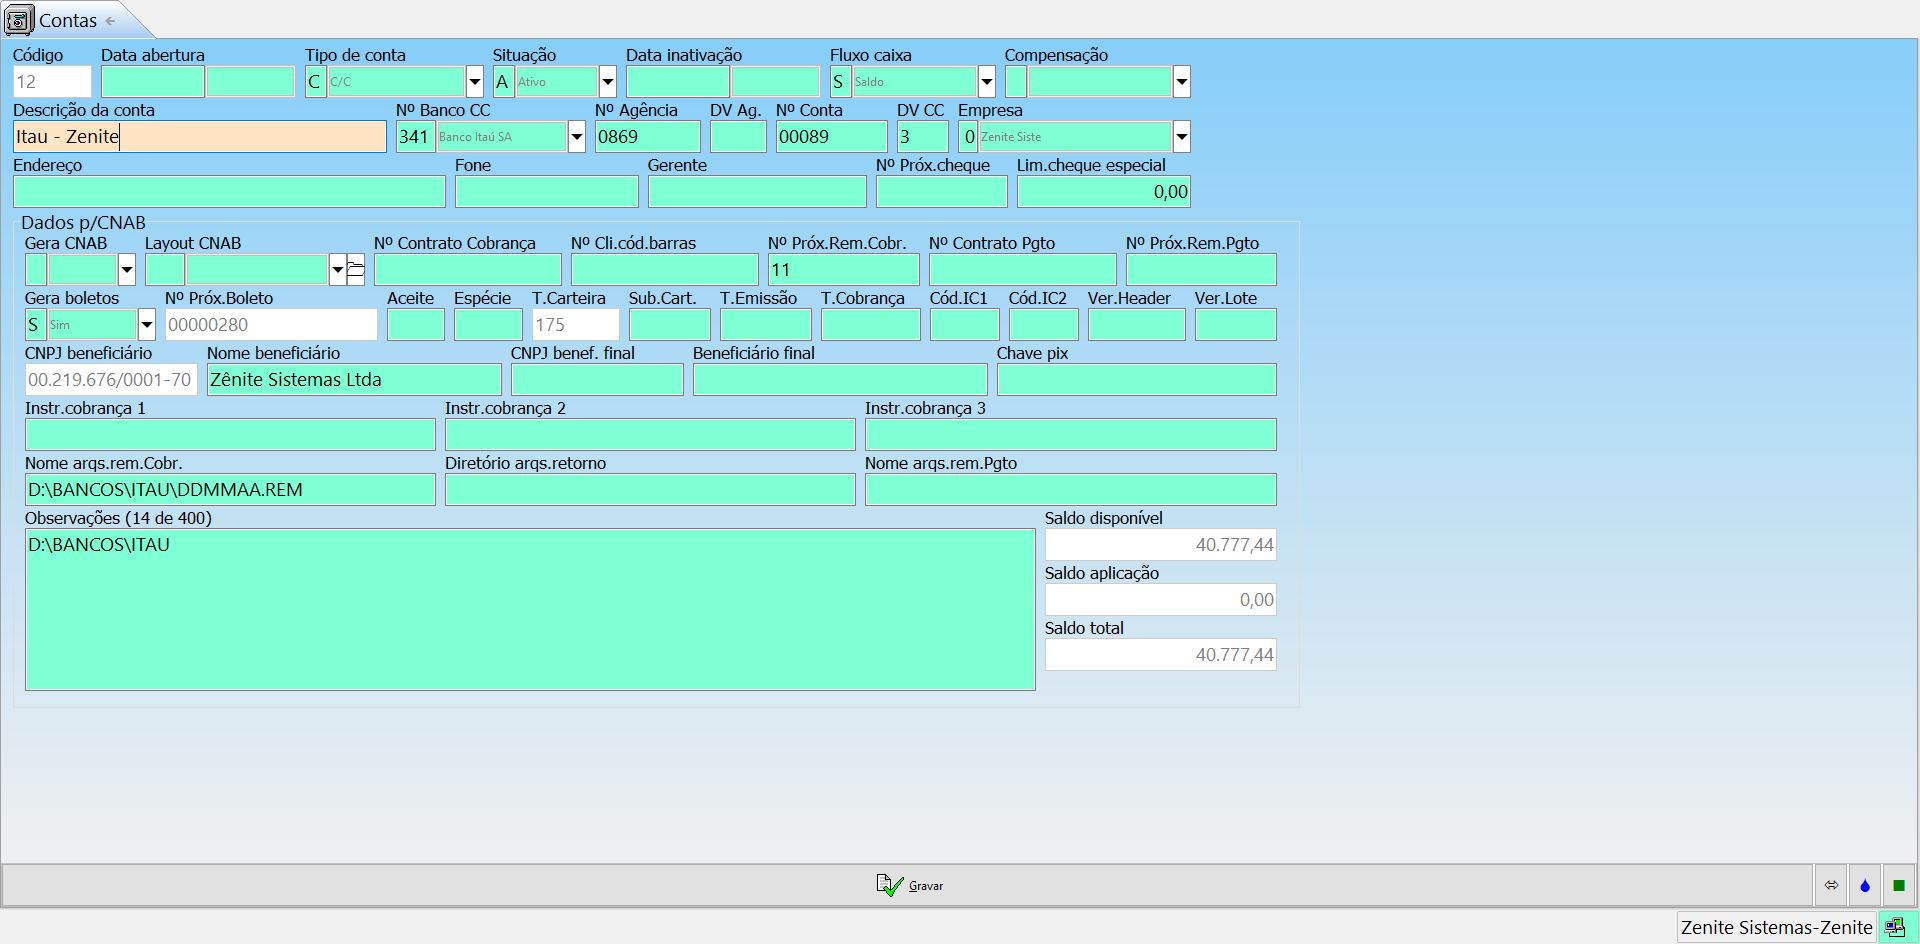 Contas
Código Data abertura Tipo de conta Situação Data inativação Fluxo caixa Compensação
12 C C/C A Ativo S Saldo
Descrição da conta Nº Banco CC Nº Agência DV Ag. Nº Conta DV CC Empresa
Itau - Zenite 341 Banco Itaú SA 0869 00089 3 0 Zenite Siste
Endereço Fone Gerente Nº Próx.cheque Lim.cheque especial
0,00
Dados p/CNAB
Gera CNAB Layout CNAB Nº Contrato Cobrança Nº Cli.cód.barras Nº Próx.Rem.Cobr. Nº Contrato Pgto Nº Próx.Rem.Pgto
11
Gera boletos Nº Próx.Boleto Aceite Espécie T.Carteira Sub.Cart. T.Emissão T.Cobrança Cód.IC1 Cód.IC2 Ver.Header Ver.Lote
S Sim 00000280 175
CNPJ beneficiário Nome beneficiário CNPJ benef. final Beneficiário final Chave pix
00.219.676/0001-70 Zênite Sistemas Ltda
Instr.cobrança 1 Instr.cobrança 2 Instr.cobrança 3
Nome arqs.rem.Cobr. Diretório arqs.retorno Nome arqs.rem.Pgto
D:\BANCOS\ITAU\DDMMAA.REM
Observações (14 de 400) Saldo disponível
D:\BANCOS\ITAU 40.777,44
Saldo aplicação
0,00
Saldo total
40.777,44
Gravar
Zenite Sistemas-Zenite